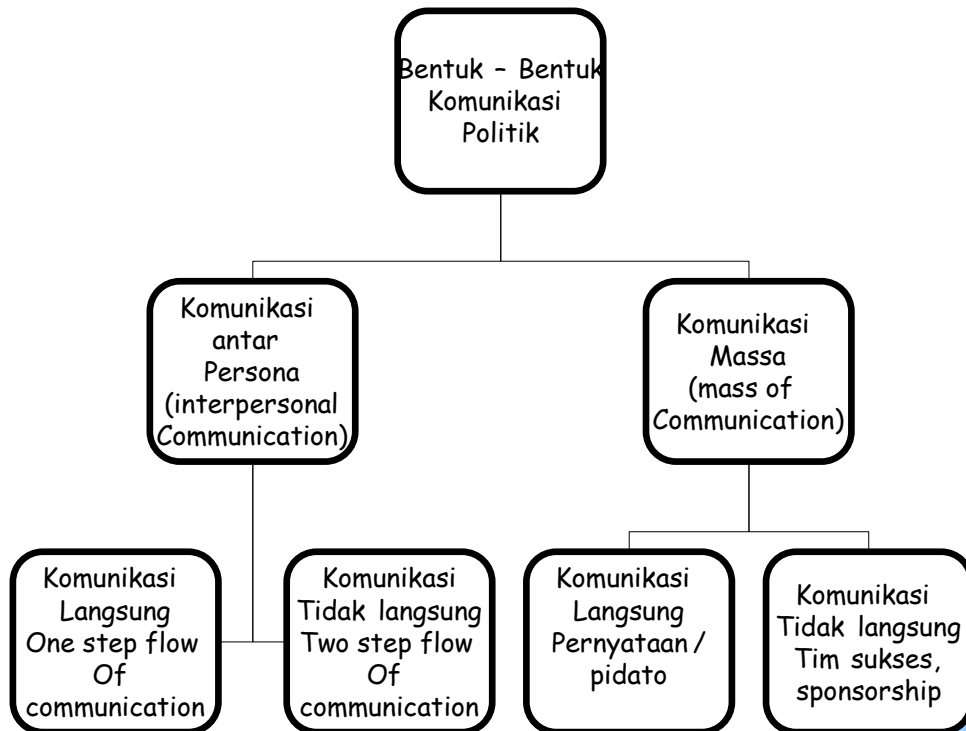 Bentuk – Bentuk
Komunikasi
Politik
Komunikasi
antar
Persona
(interpersonal
Communication)
Komunikasi
Massa
(mass of
Communication)
Komunikasi
Langsung
One step flow
Of
communication
Komunikasi
Tidak langsung
Two step flow
Of
communication
Komunikasi
Langsung
Pernyataan /
pidato
Komunikasi
Tidak langsung
Tim sukses,
sponsorship